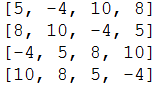 [5, -4, 10, 8]
[8, 10, -4, 5]
[-4, 5, 8, 10]
[10, 8, 5, -4]